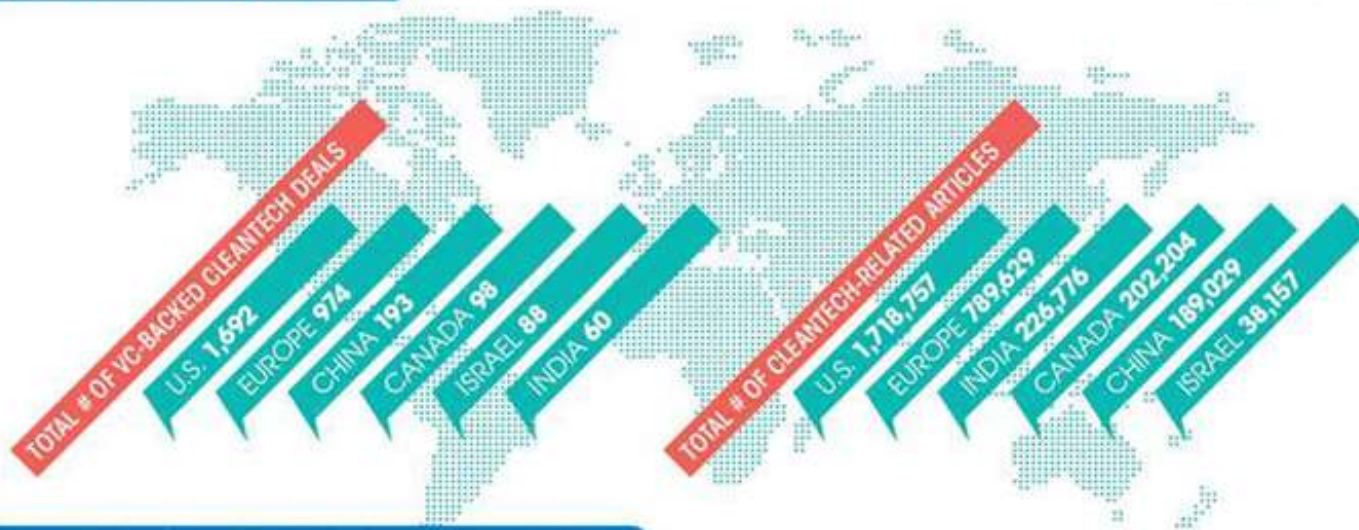 TOTAL # OF VC-BACKED CLEANTECH DEALS
U.S. 1,692
EUROPE 974
CHINA 193
CANADA 98
ISRAEL 88
INDIA 60
TOTAL # OF CLEANTECH-RELATED ARTICLES
U.S. 1,718,757
EUROPE 789,629
INDIA 226,776
CANADA 202,204
CHINA 189,029
ISRAEL 38,157